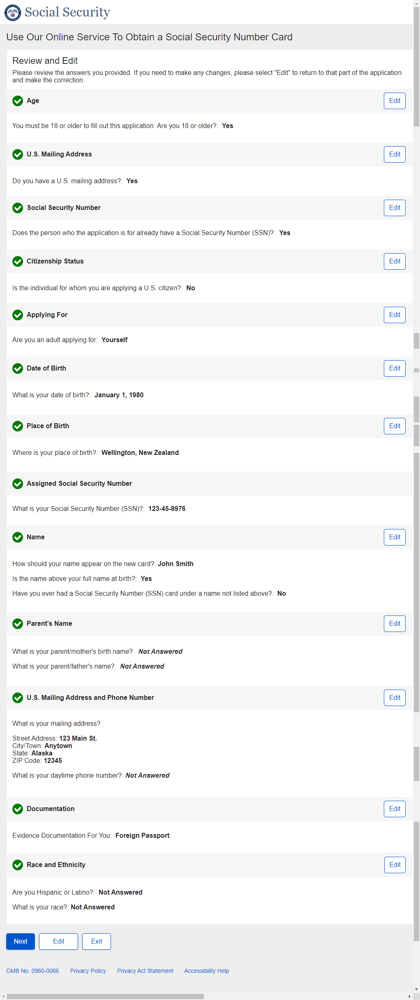 Social Security
Use Our Online Service To Obtain a Social Security Number Card
Review and Edit
Please review the answers you provided. If you need to make any changes, please select "Edit" to return to that part of the application
and make the correction.
Age Edit
You must be 18 or older to fill out this application. Are you 18 or older?: Yes
U.S. Mailing Address Edit
Do you have a U.S. mailing address?: Yes
Social Security Number Edit
Does the person who the application is for already have a Social Security Number (SSN)?: Yes
Citizenship Status Edit
Is the individual for whom you are applying a U.S. citizen?: No
Applying For Edit
Are you an adult applying for: Yourself
Date of Birth Edit
What is your date of birth?: January 1, 1980
Place of Birth Edit
Where is your place of birth?: Wellington, New Zealand
Assigned Social Security Number
What is your Social Security Number (SSN)?: 123-45-8976
Name Edit
How should your name appear on the new card?: John Smith
Is the name above your full name at birth?: Yes
Have you ever had a Social Security Number (SSN) card under a name not listed above?: No
Parent's Name Edit
What is your parent/mother's birth name?: Not Answered
What is your parent/father's name?: Not Answered
U.S. Mailing Address and Phone Number Edit
What is your mailing address?
Street Address: 123 Main St.
City/Town: Anytown
State: Alaska
ZIP Code: 12345
What is your daytime phone number?: Not Answered
Documentation Edit
Evidence Documentation For You: Foreign Passport
Race and Ethnicity Edit
Are you Hispanic or Latino?: Not Answered
What is your race?: Not Answered
Next Edit Exit
OMB No. 0960-0066 Privacy Policy Privacy Act Statement Accessibility Help